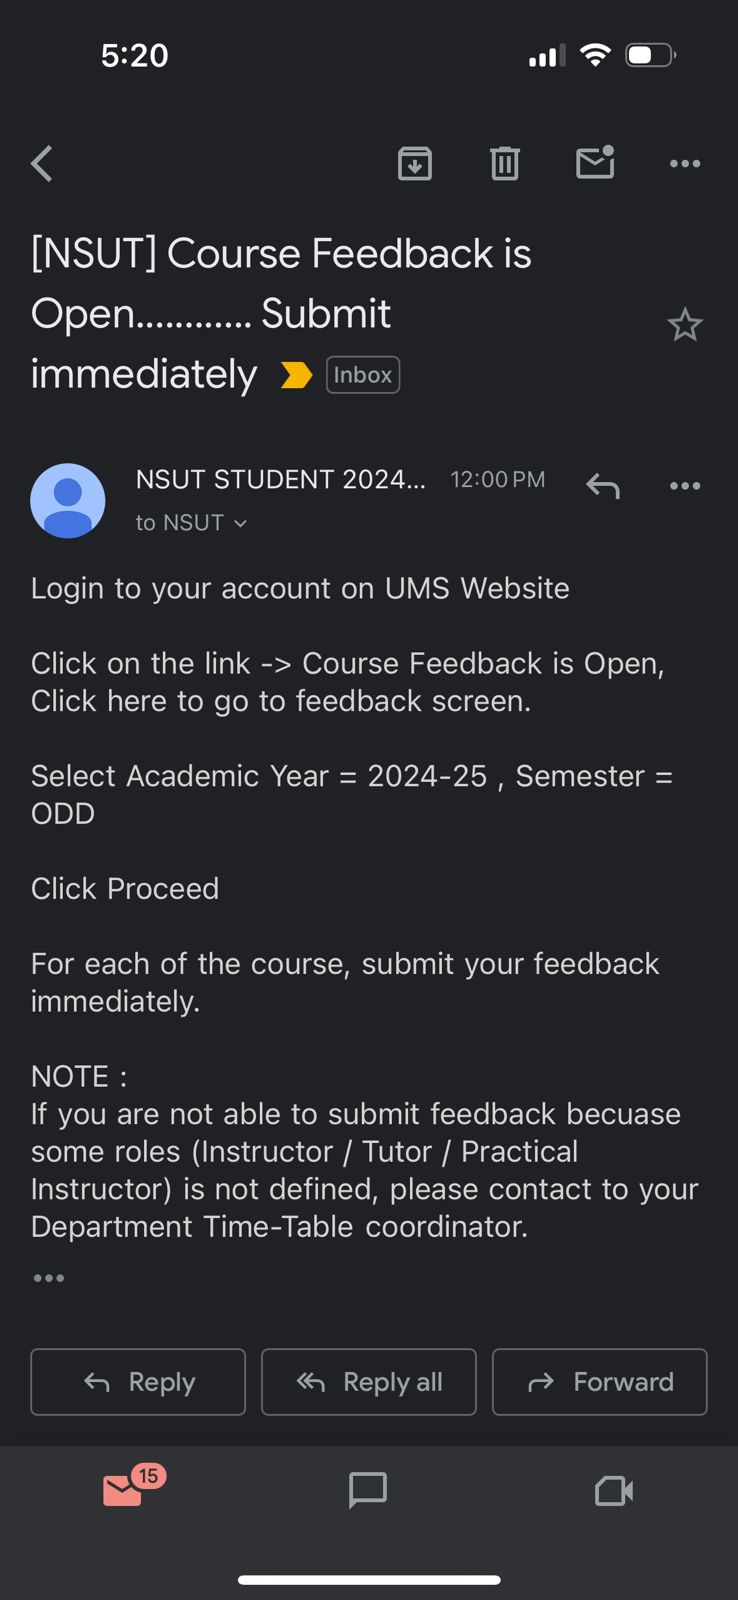 5:20
[NSUT] Course Feedback is
Open............ Submit
immediately Inbox
NSUT STUDENT 2024... 12:00 PM
to NSUT
Login to your account on UMS Website
Click on the link -> Course Feedback is Open,
Click here to go to feedback screen.
Select Academic Year = 2024-25 , Semester =
ODD
Click Proceed
For each of the course, submit your feedback
immediately.
NOTE :
If you are not able to submit feedback becuase
some roles (Instructor / Tutor / Practical
Instructor) is not defined, please contact to your
Department Time-Table coordinator.
Reply Reply all Forward
15